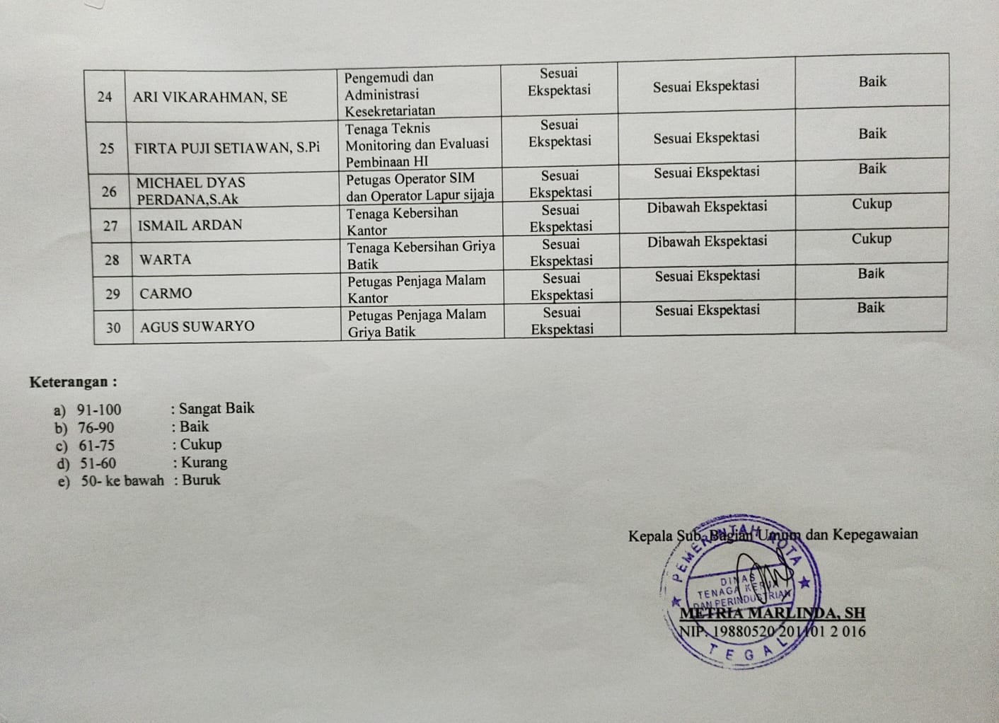 24 ARI VIKARAHMAN, SE Pengemudi dan Administrasi Kesekretariatan Sesuai Ekspektasi Sesuai Ekspektasi Baik
25 FIRTA PUJI SETIAWAN, S.Pi Tenaga Teknis Monitoring dan Evaluasi Pembinaan HI Sesuai Ekspektasi Sesuai Ekspektasi Baik
26 MICHAEL DYAS PERDANA,S.Ak Petugas Operator SIM dan Operator Lapur sijaja Sesuai Ekspektasi Sesuai Ekspektasi Baik
27 ISMAIL ARDAN Tenaga Kebersihan Kantor Sesuai Ekspektasi Dibawah Ekspektasi Cukup
28 WARTA Tenaga Kebersihan Griya Batik Sesuai Ekspektasi Dibawah Ekspektasi Cukup
29 CARMO Petugas Penjaga Malam Kantor Sesuai Ekspektasi Sesuai Ekspektasi Baik
30 AGUS SUWARYO Petugas Penjaga Malam Griya Batik Sesuai Ekspektasi Sesuai Ekspektasi Baik
Keterangan :
a) 91-100 : Sangat Baik
b) 76-90 : Baik
c) 61-75 : Cukup
d) 51-60 : Kurang
e) 50- ke bawah : Buruk
Kepala Sub. Bagian Umum dan Kepegawaian
PEMERINTAH KOTA
DINAS
TENAGA KERJA
DAN PERINDUSTRIAN
TEGAL
METRIA MARLINDA, SH
NIP. 19880520 201101 2 016